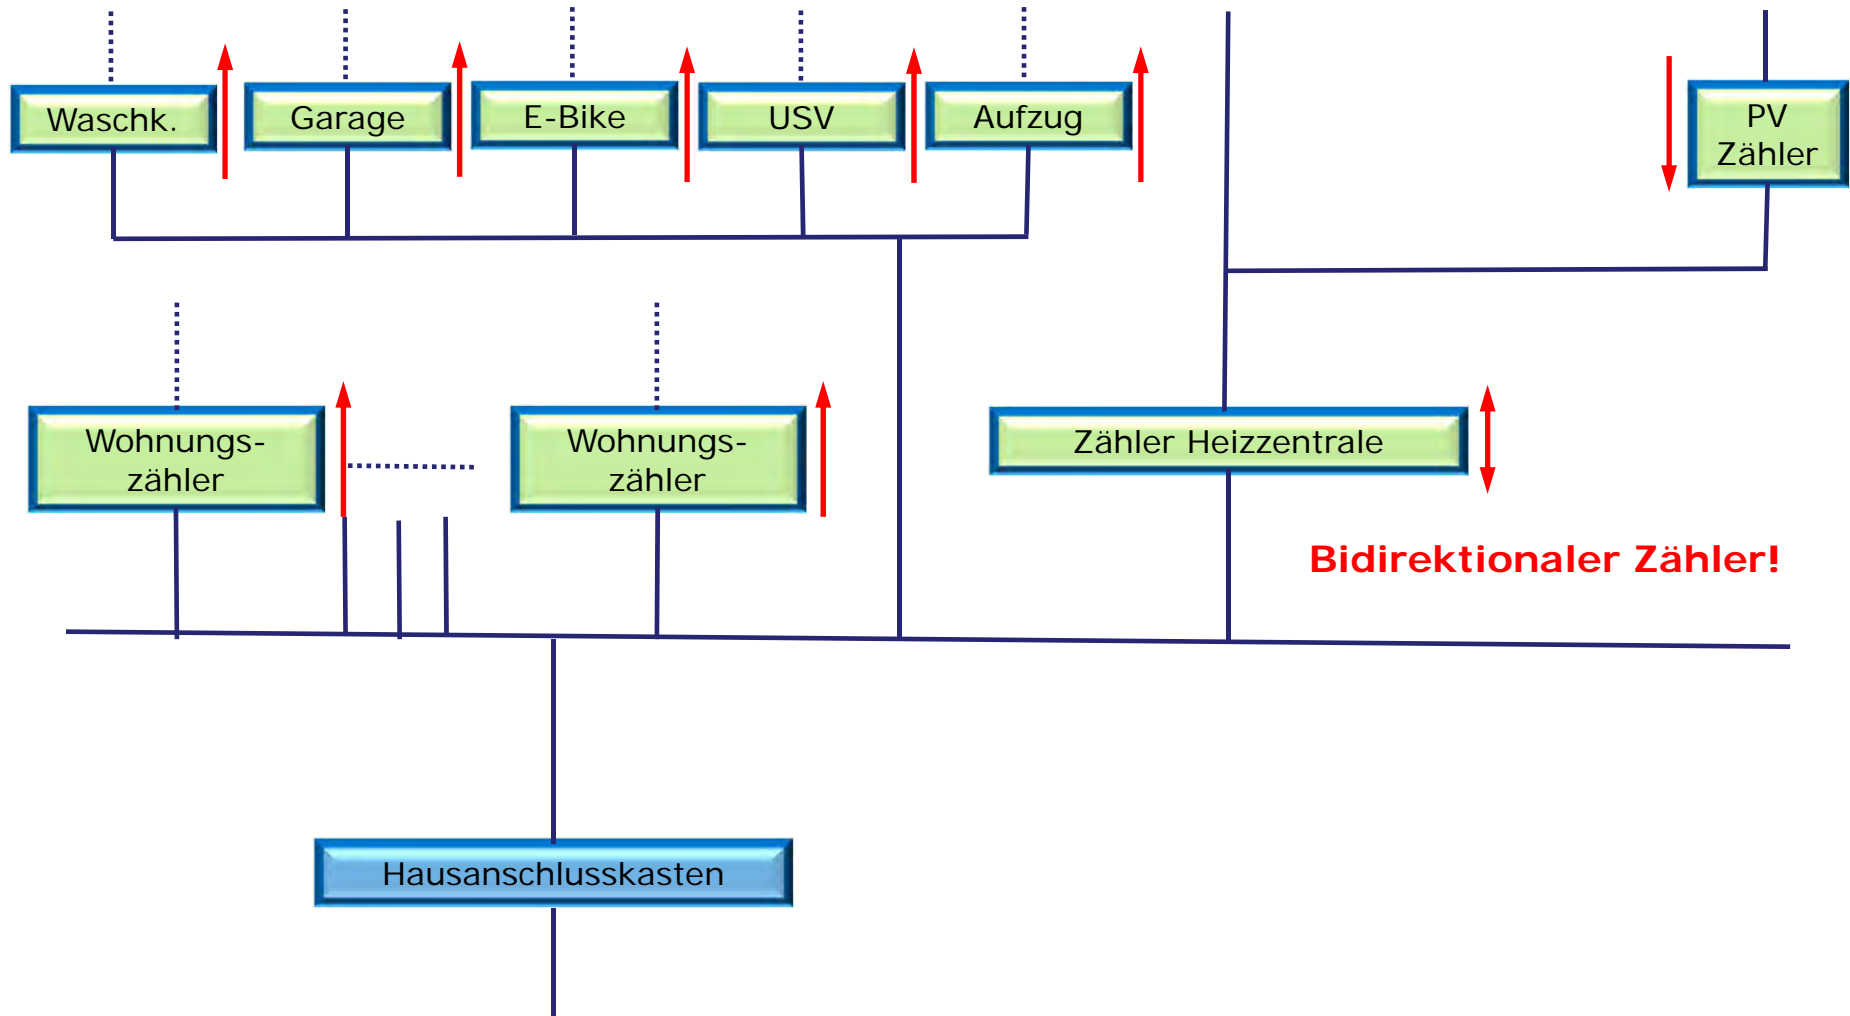 Waschk.
Garage
E-Bike
USV
Aufzug
PV
Zähler
Wohnungs-
zähler
Wohnungs-
zähler
Zähler Heizzentrale
Bidirektionaler Zähler!
Hausanschlusskasten